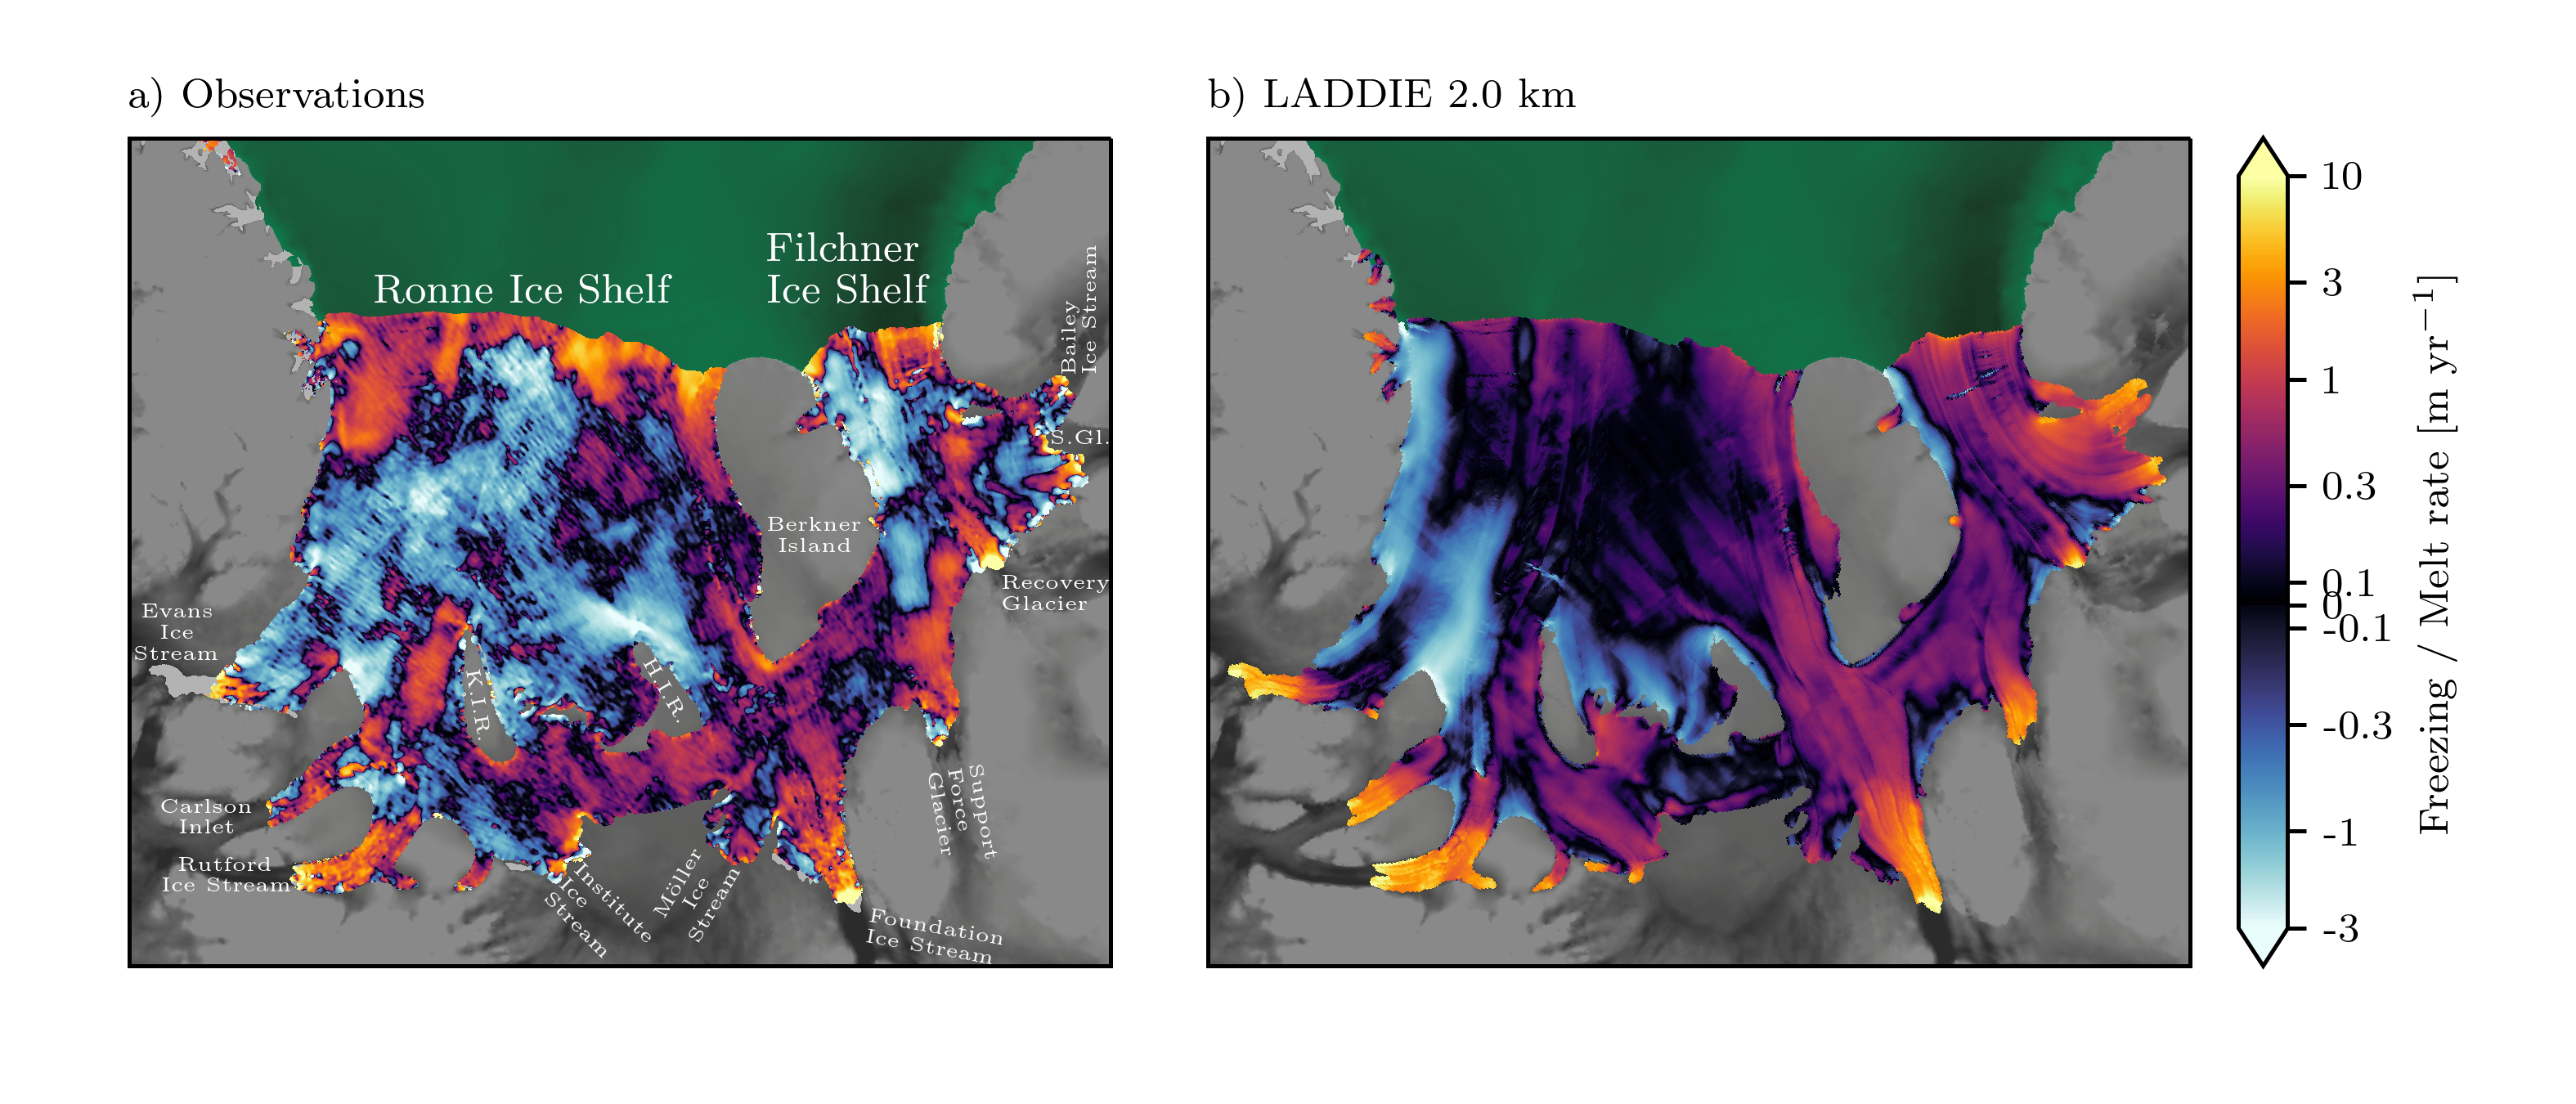 a) Observations
b) LADDIE 2.0 km
Filchner
Ice Shelf
Ronne Ice Shelf
Bailey
Ice Stream
S.Gl.
Berkner
Island
Recovery
Glacier
Evans
Ice
Stream
K.I.R.
H.I.R.
Carlson
Inlet
Rutford
Ice Stream
Institute
Ice
Stream
Möller
Ice
Stream
Support
Force
Glacier
Foundation
Ice Stream
10
3
1
0.3
0.1
0
-0.1
-0.3
-1
-3
Freezing / Melt rate [m yr⁻¹]